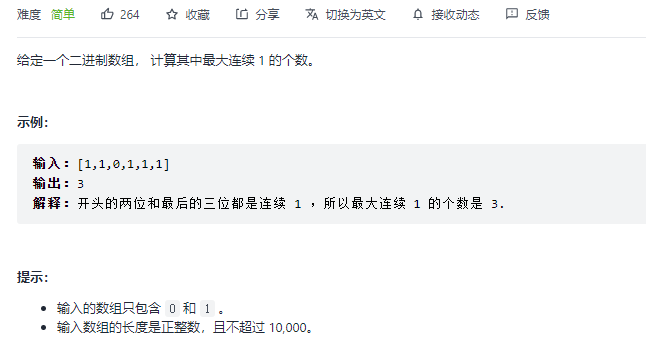 难度 简单 264 收藏 分享 切换为英文 接收动态 反馈
给定一个二进制数组， 计算其中最大连续 1 的个数。
示例：
输入：[1,1,0,1,1,1]
输出：3
解释：开头的两位和最后的三位都是连续 1 ，所以最大连续 1 的个数是 3.
提示：
输入的数组只包含 0 和 1 。
输入数组的长度是正整数，且不超过 10,000。